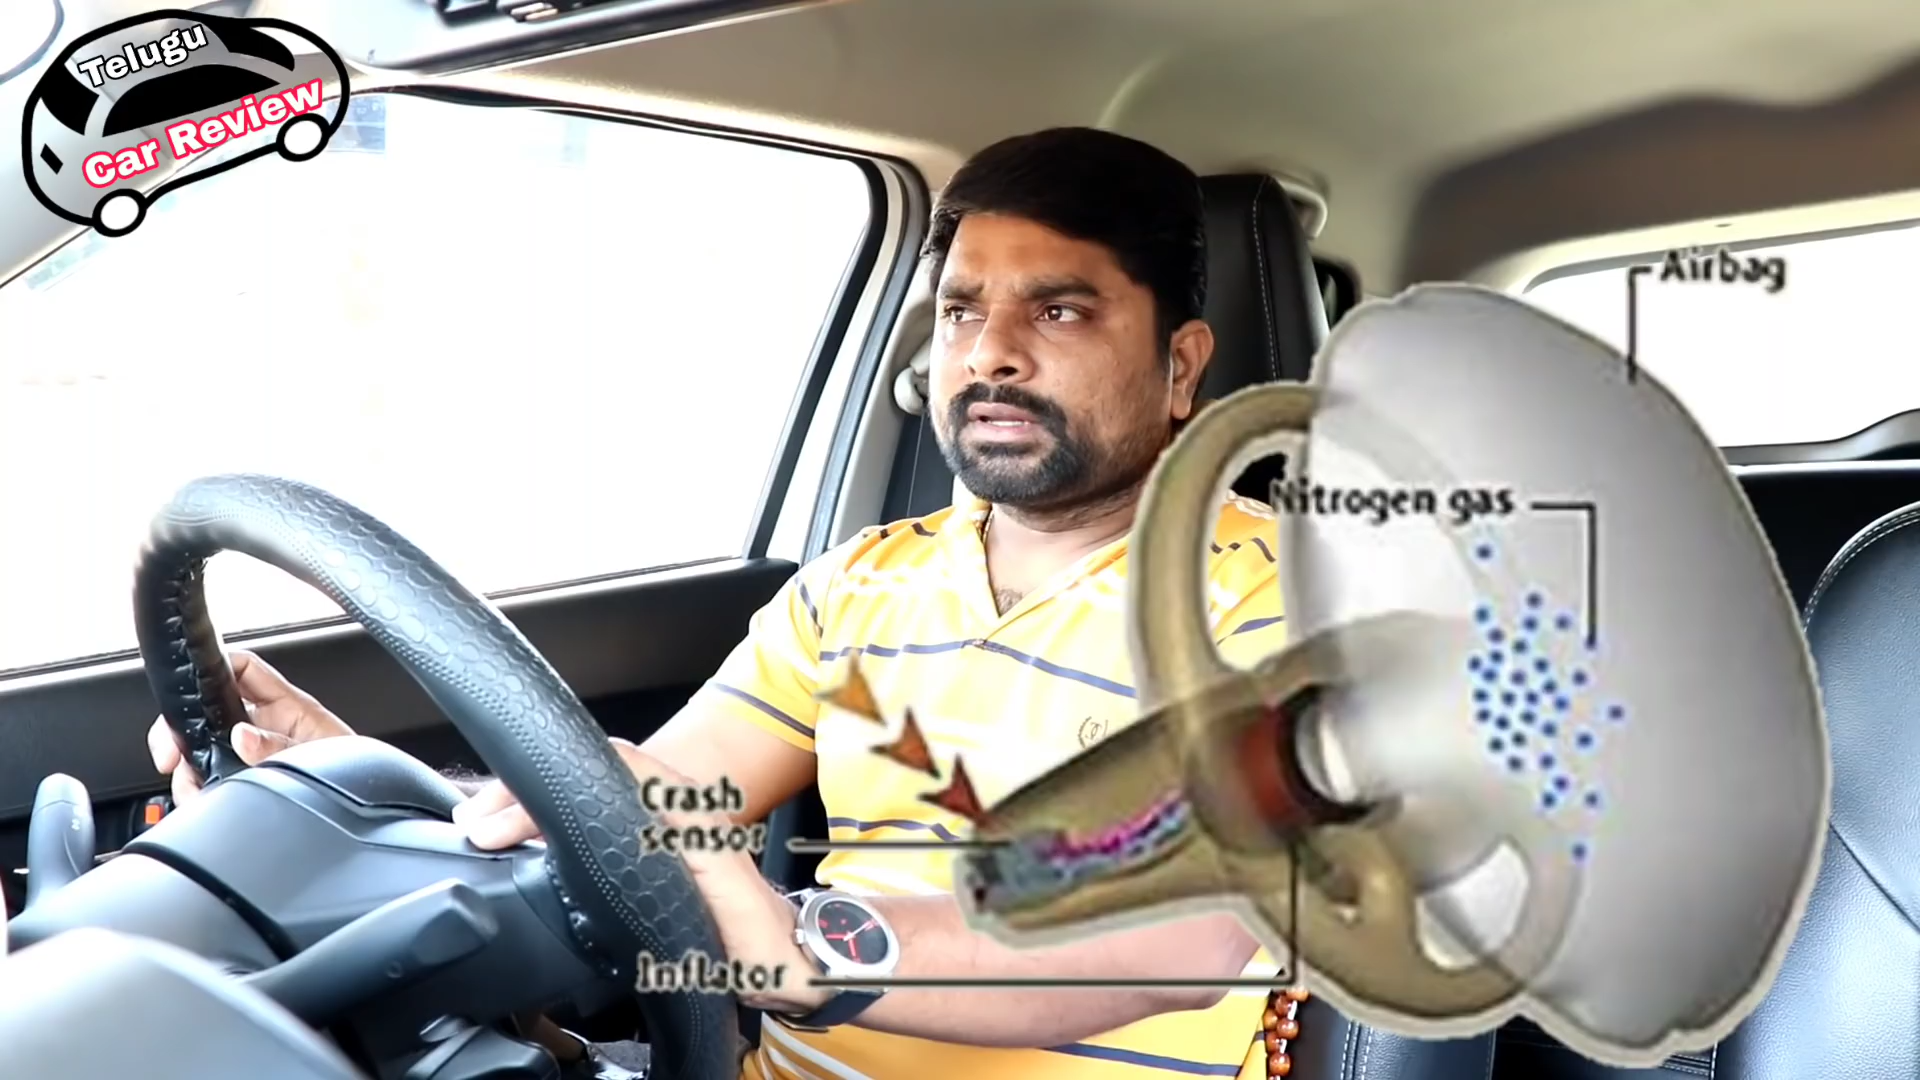 Telugu
Car Review
Airbag
Nitrogen gas
Crash
sensor
Inflator